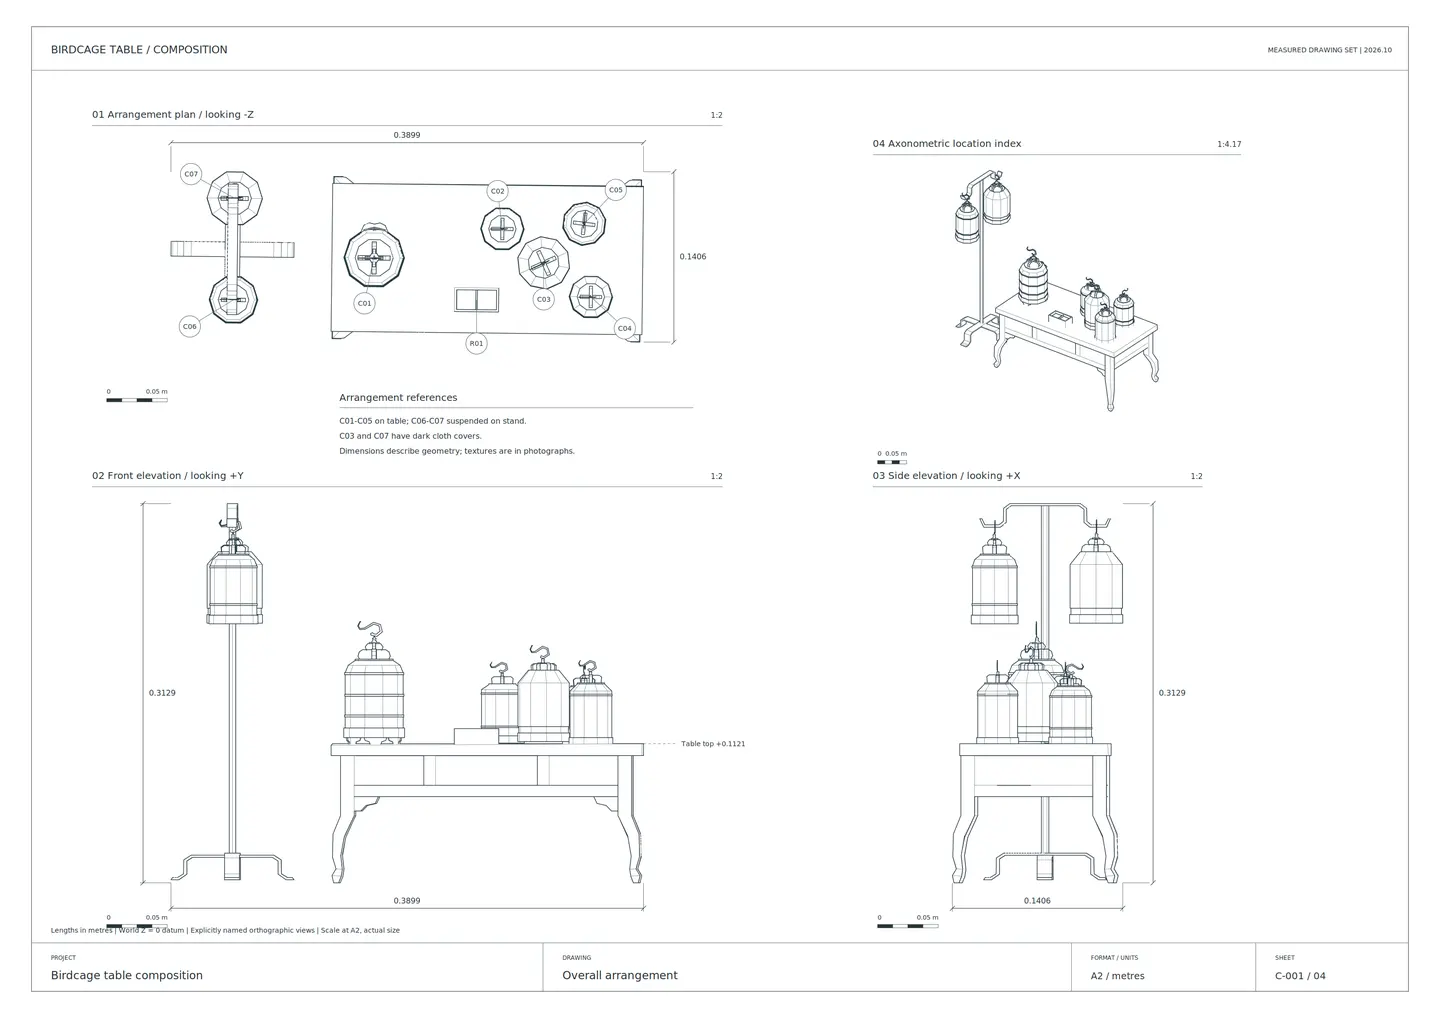 BIRDCAGE TABLE / COMPOSITION
MEASURED DRAWING SET | 2026.10
01 Arrangement plan / looking -Z
1:2
0.3899
C07
C02
C05
0.1406
C01
C03
C06
C04
R01
0 0.05 m
Arrangement references
C01-C05 on table; C06-C07 suspended on stand.
C03 and C07 have dark cloth covers.
Dimensions describe geometry; textures are in photographs.
04 Axonometric location index
1:4.17
0 0.05 m
02 Front elevation / looking +Y
1:2
0.3129
Table top +0.1121
0.3899
0 0.05 m
03 Side elevation / looking +X
1:2
0.3129
0.1406
0 0.05 m
Lengths in metres | World Z = 0 datum | Explicitly named orthographic views | Scale at A2, actual size
PROJECT
Birdcage table composition
DRAWING
Overall arrangement
FORMAT / UNITS
A2 / metres
SHEET
C-001 / 04